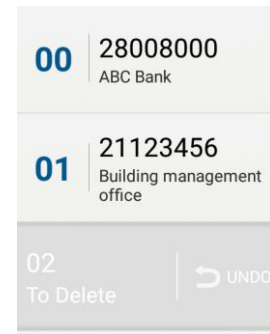 00
28008000
ABC Bank
01
21123456
Building management
office
02
To Delete
UNDO